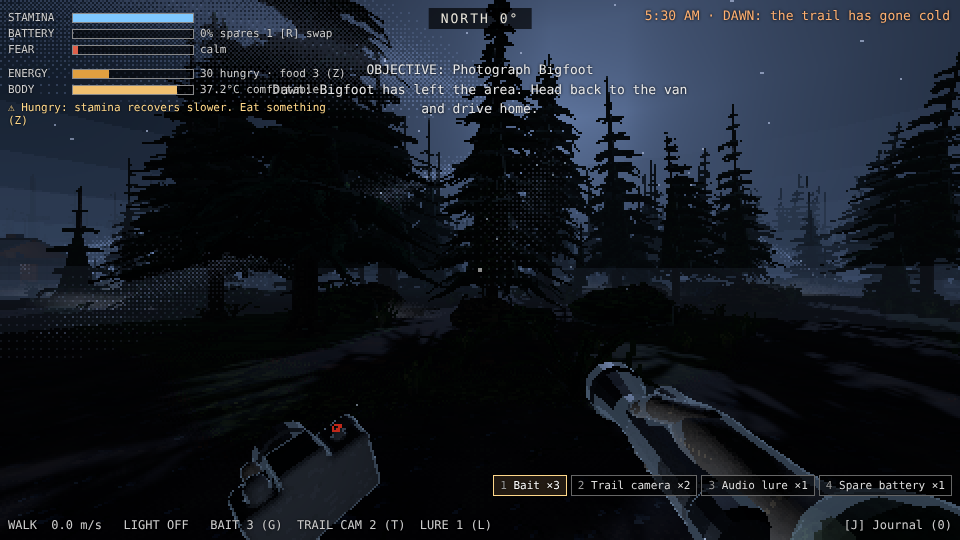 STAMINA
BATTERY 0% spares 1 [R] swap
FEAR calm
ENERGY 30 hungry · food 3 (Z)
BODY 37.2°C comfortable
⚠ Hungry: stamina recovers slower. Eat something
(Z)
NORTH 0°
5:30 AM · DAWN: the trail has gone cold
OBJECTIVE: Photograph Bigfoot
Dawn. Bigfoot has left the area. Head back to the van
and drive home.
1 Bait ×3 2 Trail camera ×2 3 Audio lure ×1 4 Spare battery ×1
WALK 0.0 m/s LIGHT OFF BAIT 3 (G) TRAIL CAM 2 (T) LURE 1 (L)
[J] Journal (0)